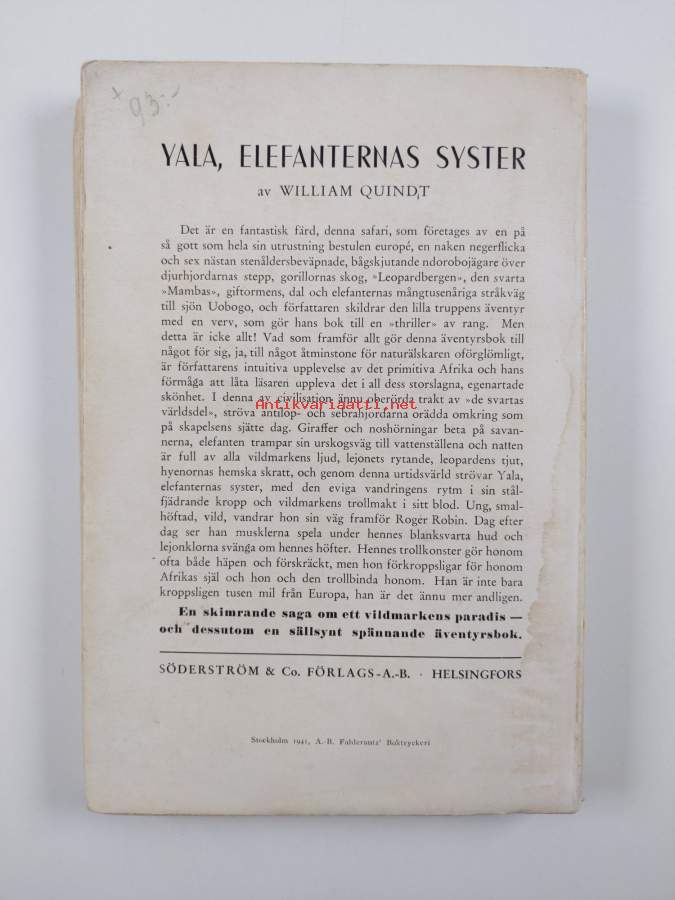 + 93:-
YALA, ELEFANTERNAS SYSTER
av WILLIAM QUINDT
Det är en fantastisk färd, denna safari, som företages av en på
så gott som hela sin utrustning bestulen europé, en naken negerflicka
och sex nästan stenåldersbeväpnade, bågskjutande ndorobojägare över
djurhjordarnas stepp, gorillornas skog, »Leopardbergen», den svarta
»Mambas», giftormens, dal och elefanternas mångtusenåriga stråkväg
till sjön Uobogo, och författaren skildrar den lilla truppens äventyr
med en verv, som gör hans bok till en »thriller» av rang. Men
detta är icke allt! Vad som framför allt gör denna äventyrsbok till
något för sig, ja, till något åtminstone för naturälskaren oförglömligt,
är författarens intuitiva upplevelse av det primitiva Afrika och hans
förmåga att låta läsaren uppleva det i all dess storslagna, egenartade
skönhet. I denna av civilisation ännu oberörda trakt av »de svartas
Antikvariaatti.net
världsdel», ströva antilop- och sebrahjordarna orädda omkring som
på skapelsens sjätte dag. Giraffer och noshörningar beta på savan-
nerna, elefanten trampar sin urskogsväg till vattenställena och natten
är full av alla vildmarkens ljud, lejonets rytande, leopardens tjut,
hyenornas hemska skratt, och genom denna urtidsvärld strövar Yala,
elefanternas syster, med den eviga vandringens rytm i sin stål-
fjädrande kropp och vildmarkens trollmakt i sitt blod. Ung, smal-
höftad, vild, vandrar hon sin väg framför Roger Robin. Dag efter
dag ser han musklerna spela under hennes blanksvarta hud och
lejonklorna svänga om hennes höfter. Hennes trollkonster gör honom
ofta både häpen och förskräckt, men hon förkroppsligar för honom
Afrikas själ och hon och den trollbinda honom. Han är inte bara
kroppsligen tusen mil från Europa, han är det ännu mer andligen.
En skimrande saga om ett vildmarkens paradis —
och dessutom en sällsynt spännande äventyrsbok.
SÖDERSTRÖM & Co. FÖRLAGS-A.-B. · HELSINGFORS
Stockholm 1941, A.-B. Fahlcrantz' Boktryckeri